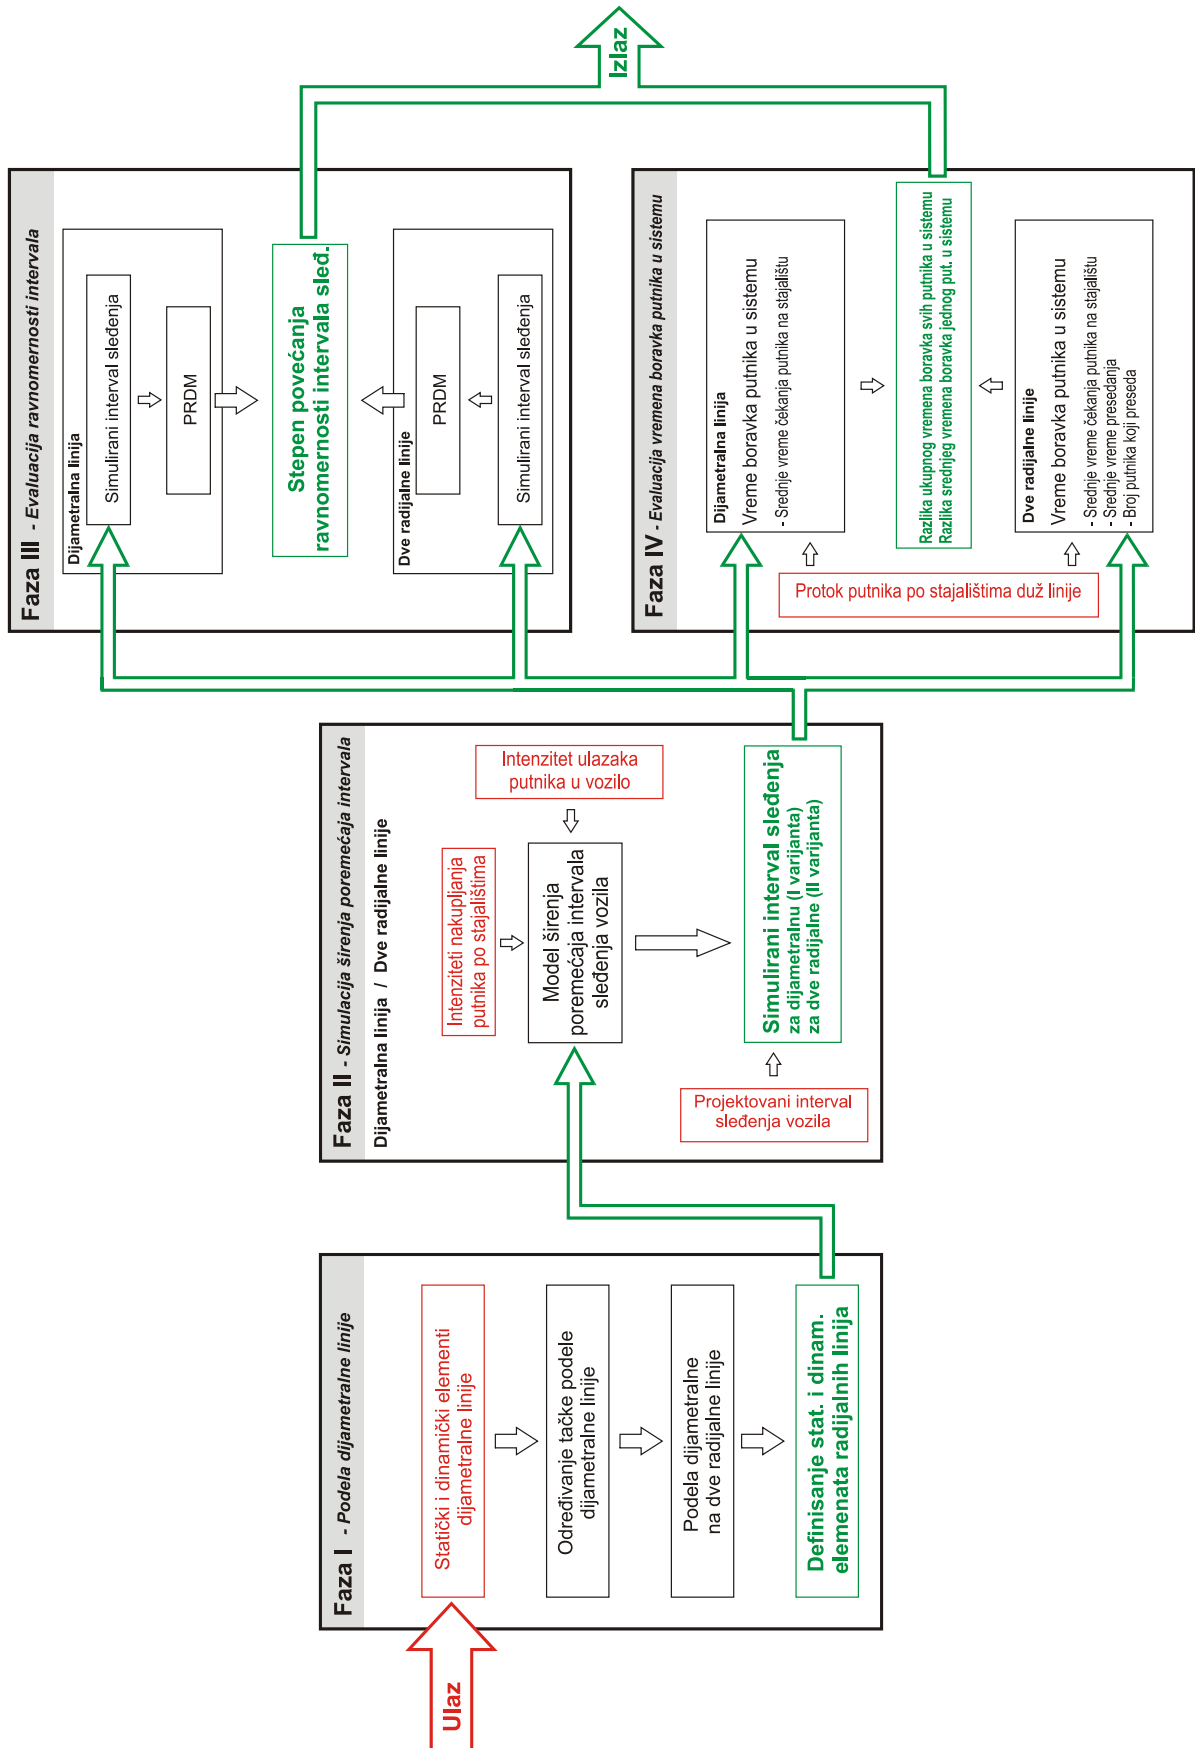 Ulaz
Faza I - Podela dijametralne linije
Statički i dinamički elementi
dijametralne linije
Određivanje tačke podele
dijametralne linije
Podela dijametralne
na dve radijalne linije
Definisanje stat. i dinam.
elemenata radijalnih linija
Faza II - Simulacija širenja poremećaja intervala
Dijametralna linija / Dve radijalne linije
Intenziteti nakupljanja
putnika po stajalištima
Intenzitet ulazaka
putnika u vozilo
Model širenja
poremećaja intervala
sleđenja vozila
Projektovani interval
sleđenja vozila
Simulirani interval sleđenja
za dijametralnu (I varijanta)
za dve radijalne (II varijanta)
Faza III - Evaluacija ravnomernosti intervala
Dijametralna linija
Simulirani interval sleđenja
PRDM
Stepen povećanja
ravnomernosti intervala sleđ.
Dve radijalne linije
PRDM
Simulirani interval sleđenja
Faza IV - Evaluacija vremena boravka putnika u sistemu
Dijametralna linija
Vreme boravka putnika u sistemu
- Srednje vreme čekanja putnika na stajalištu
Protok putnika po stajalištima duž linije
Razlika ukupnog vremena boravka svih putnika u sistemu
Razlika srednjeg vremena boravka jednog put. u sistemu
Dve radijalne linije
Vreme boravka putnika u sistemu
- Srednje vreme čekanja putnika na stajalištu
- Srednje vreme presedanja
- Broj putnika koji preseda
Izlaz